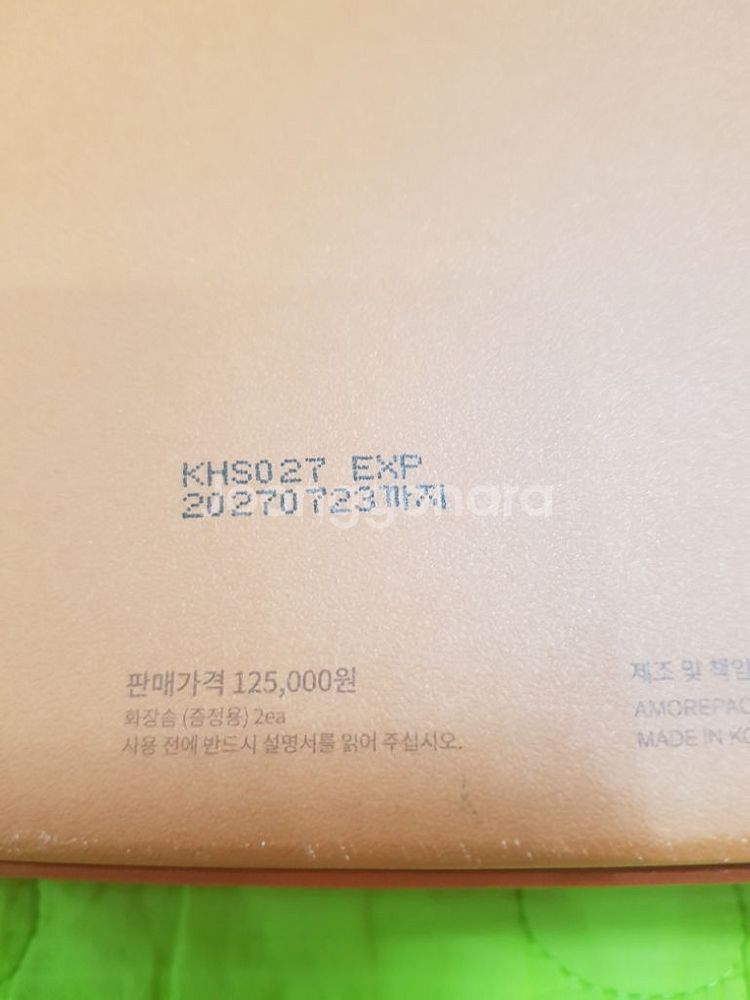 KHS027 EXP
20270723까지
판매가격 125,000원
화장솜 (증정용) 2ea
사용 전에 반드시 설명서를 읽어 주십시오.
제조 및 책임
AMOREPAC
MADE IN KO